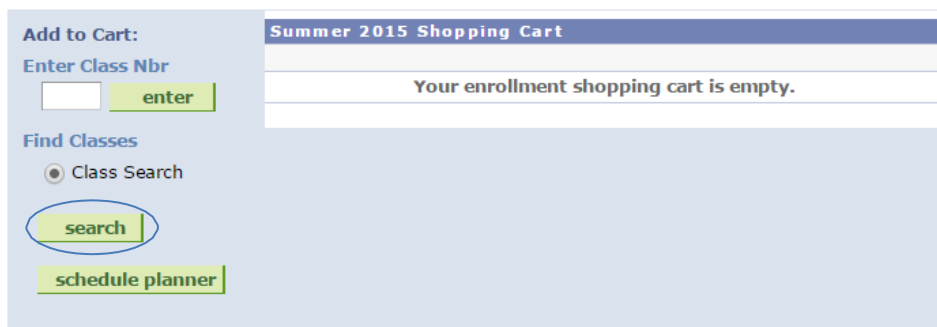 Add to Cart:
Enter Class Nbr
enter
Find Classes
Class Search
search
schedule planner
Summer 2015 Shopping Cart
Your enrollment shopping cart is empty.